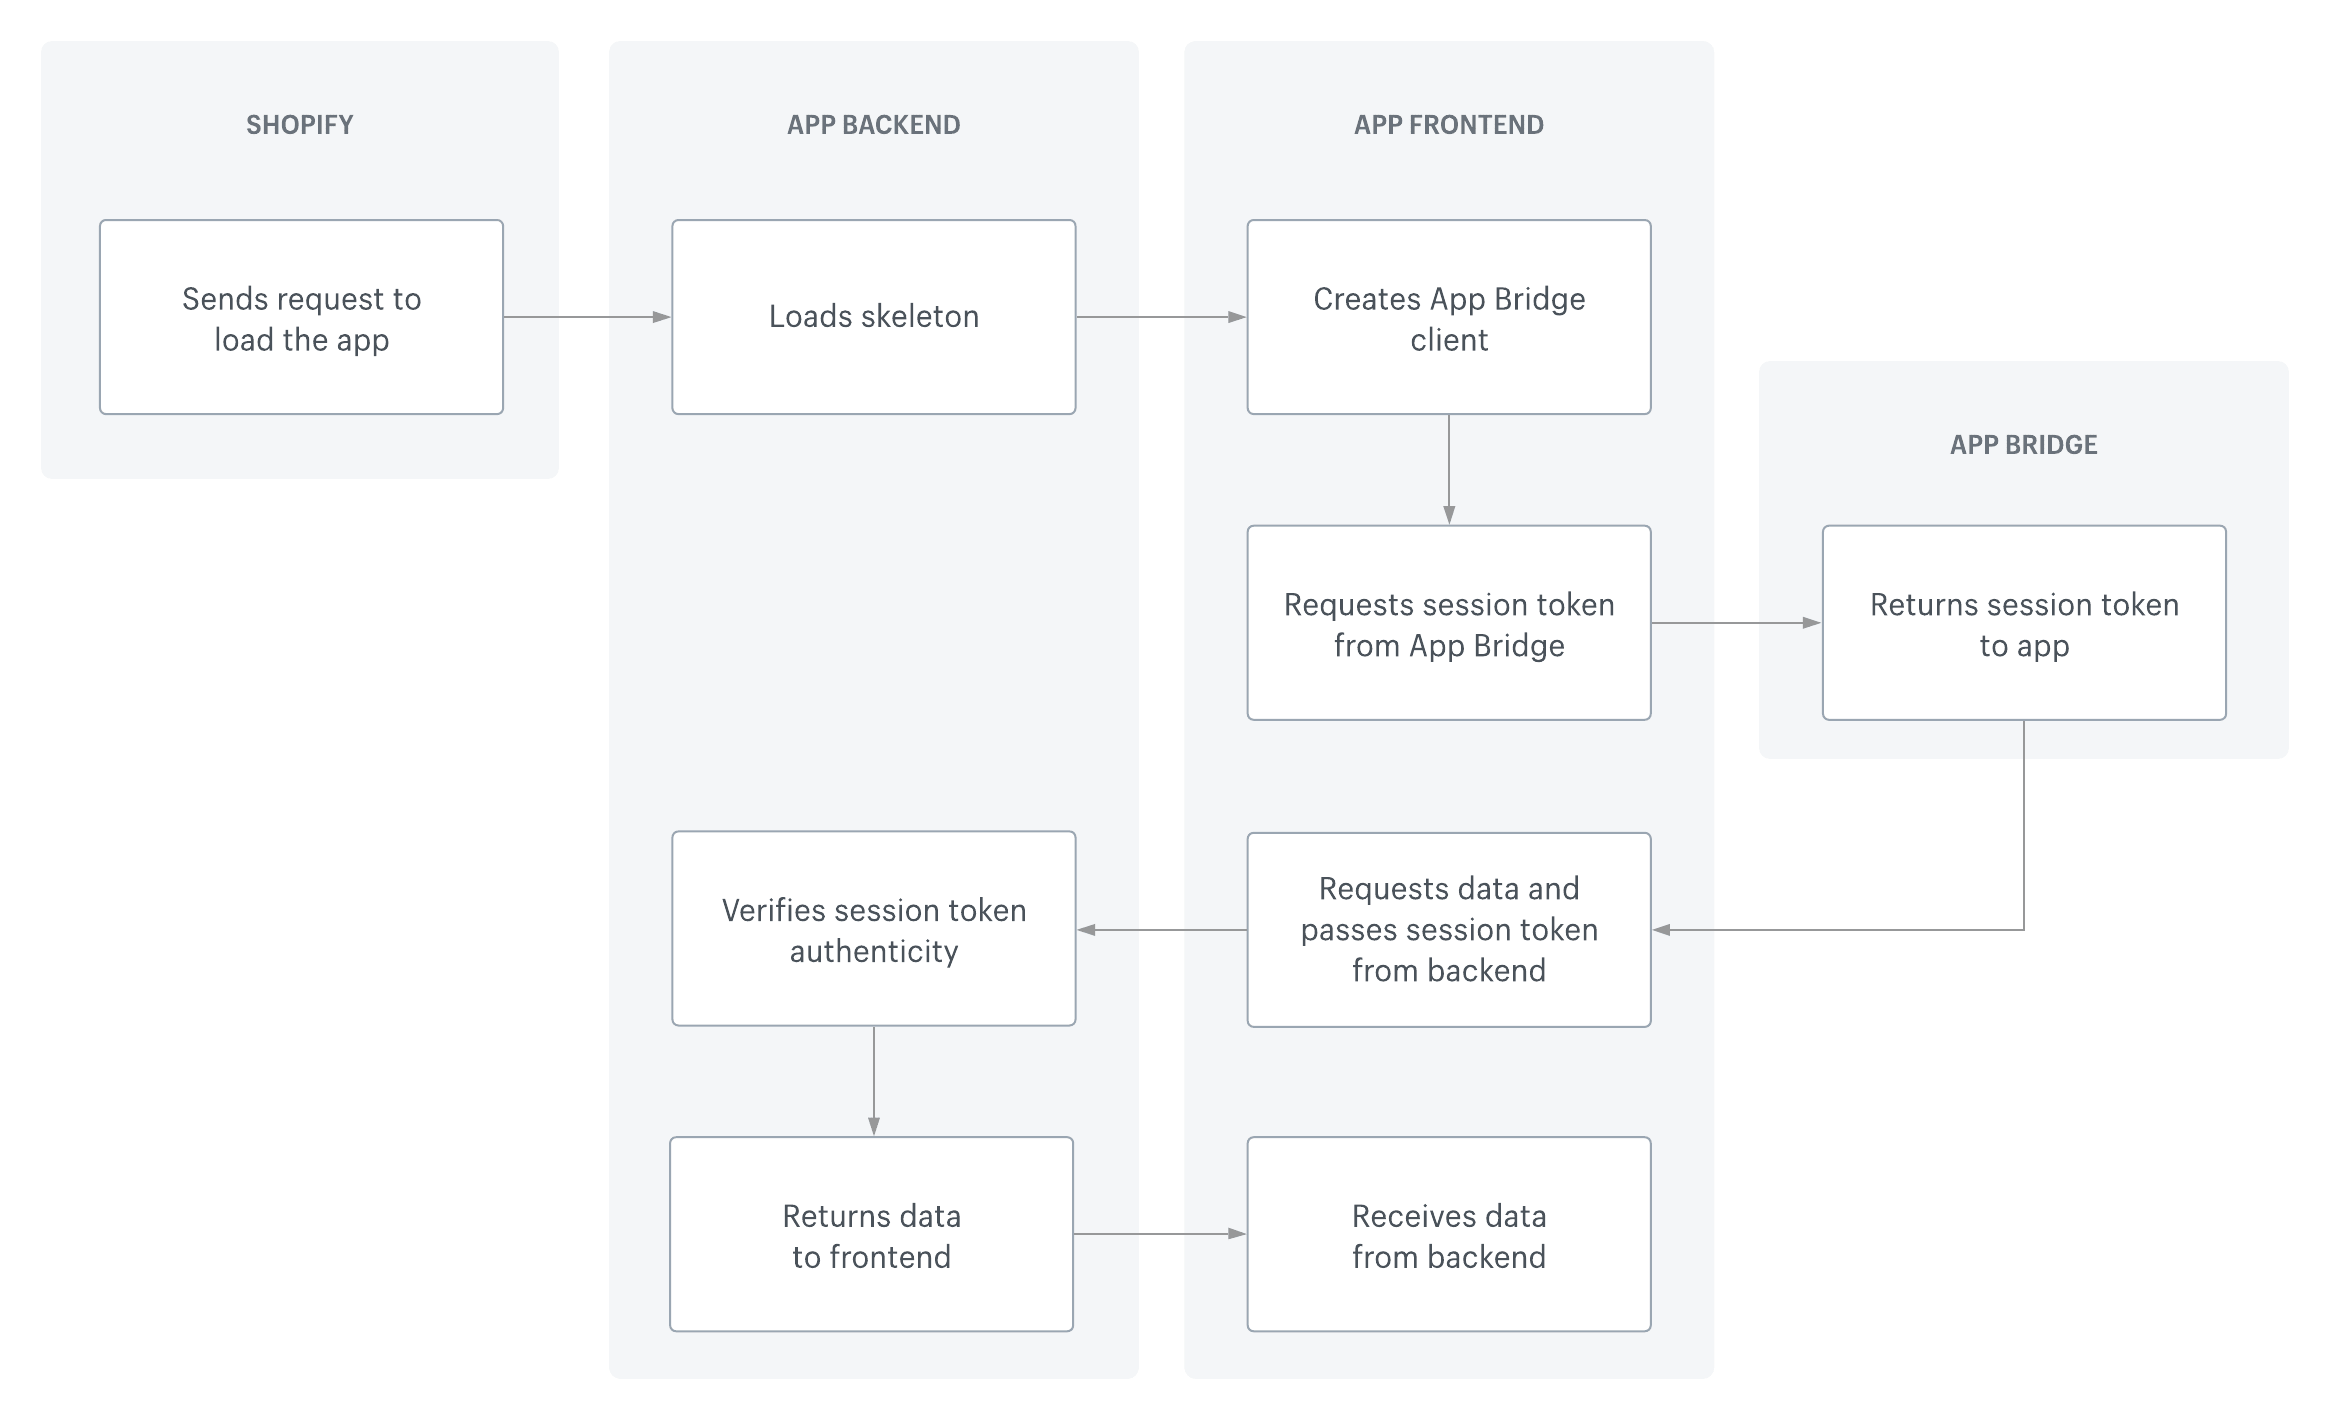 SHOPIFY
APP BACKEND
APP FRONTEND
Sends request to
load the app
Loads skeleton
Creates App Bridge
client
APP BRIDGE
Requests session token
from App Bridge
Returns session token
to app
Verifies session token
authenticity
Requests data and
passes session token
from backend
Returns data
to frontend
Receives data
from backend